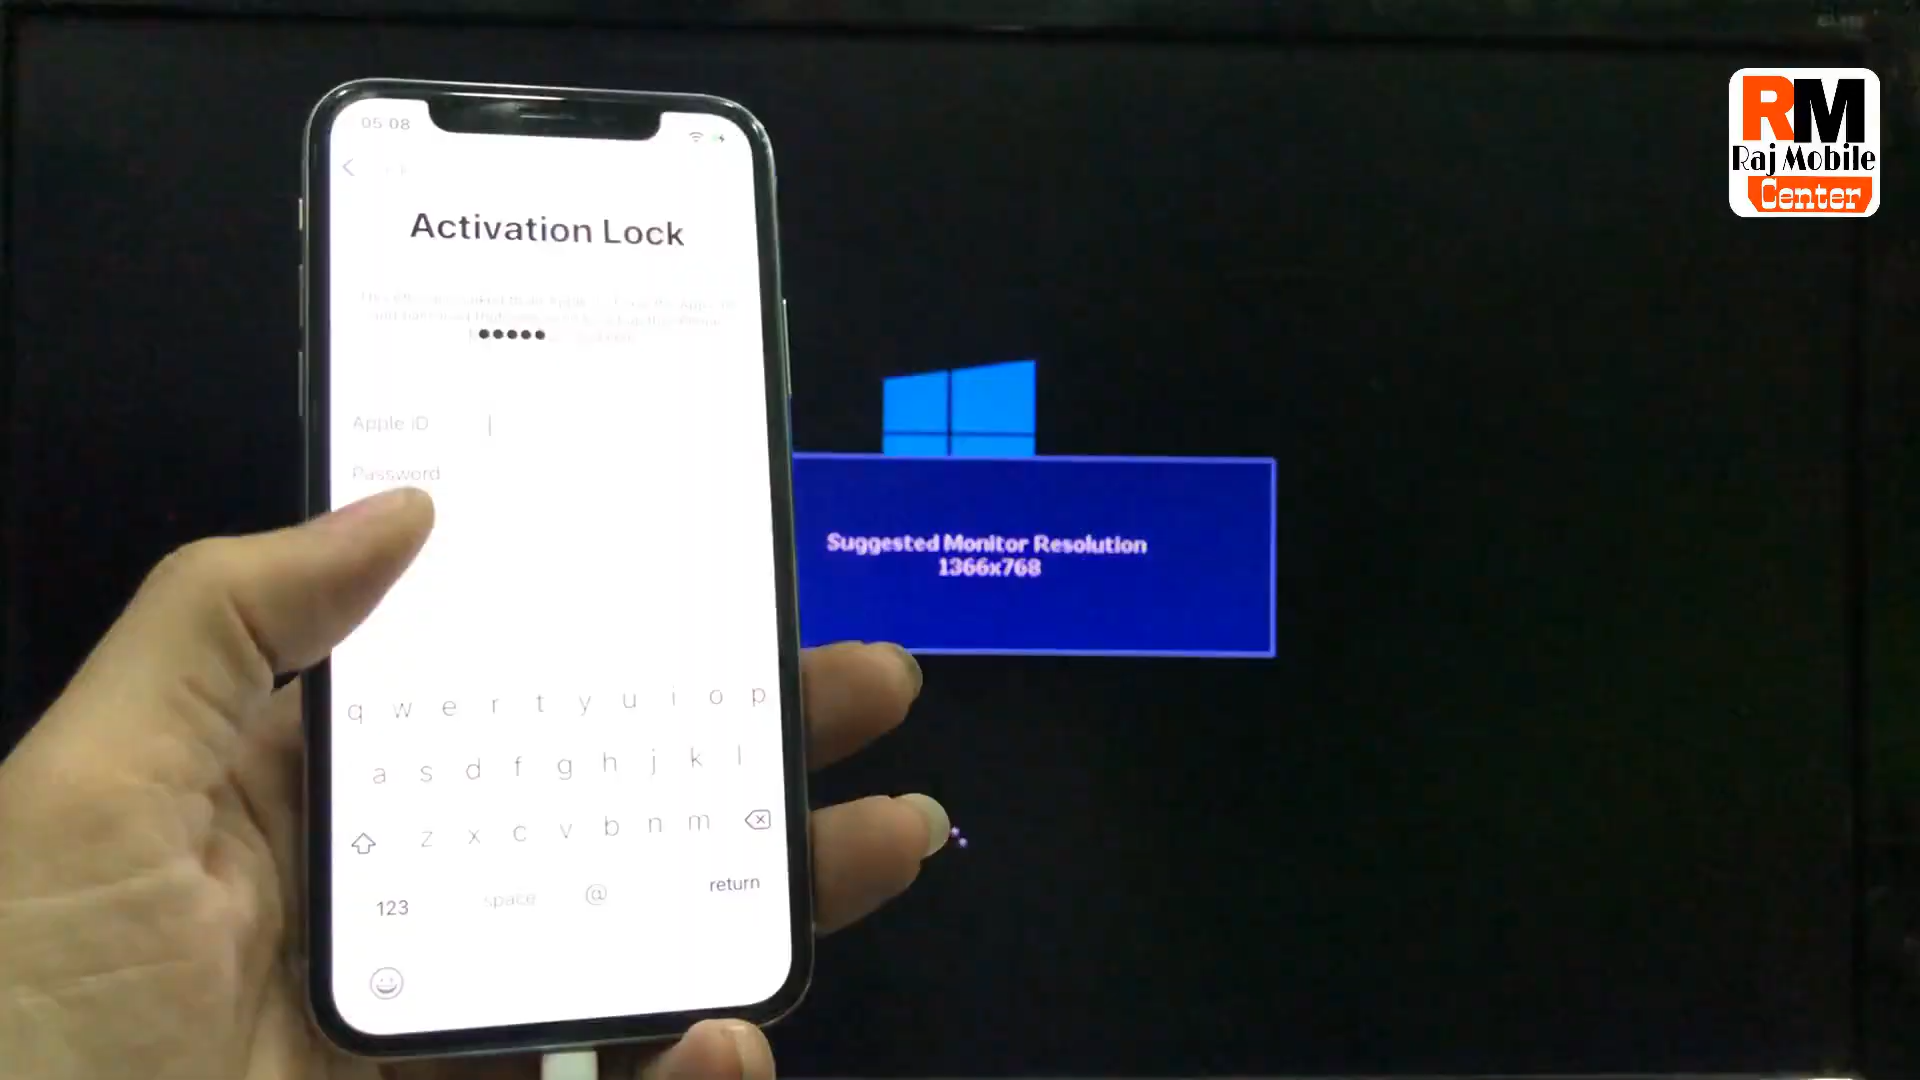 05:08
Activation Lock
●●●●●
Apple ID
Password
q w e r t y u i o p
a s d f g h j k l
z x c v b n m
123 space @ return
Suggested Monitor Resolution
1366x768
RM
Raj Mobile
Center